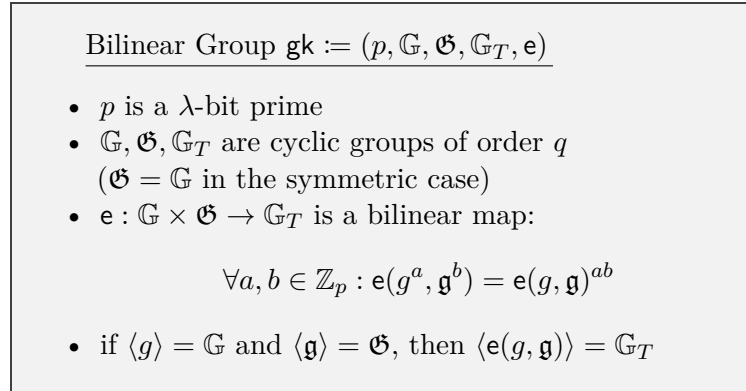 Bilinear Group gk := (p, 𝔾, 𝕲, 𝔾_T, e)
• p is a λ-bit prime
• 𝔾, 𝕲, 𝔾_T are cyclic groups of order q
(𝕲 = 𝔾 in the symmetric case)
• e : 𝔾 × 𝕲 → 𝔾_T is a bilinear map:
∀a, b ∈ ℤ_p : e(g^a, 𝖌^b) = e(g, 𝖌)^{ab}
• if ⟨g⟩ = 𝔾 and ⟨𝖌⟩ = 𝕲, then ⟨e(g, 𝖌)⟩ = 𝔾_T